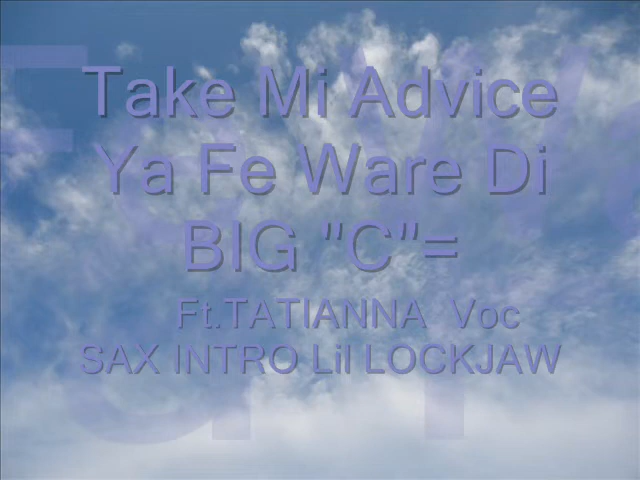 Take Mi Advice
Ya Fe Ware Di
BIG "C"=
Ft.TATIANNA Voc
SAX INTRO Lil LOCKJAW